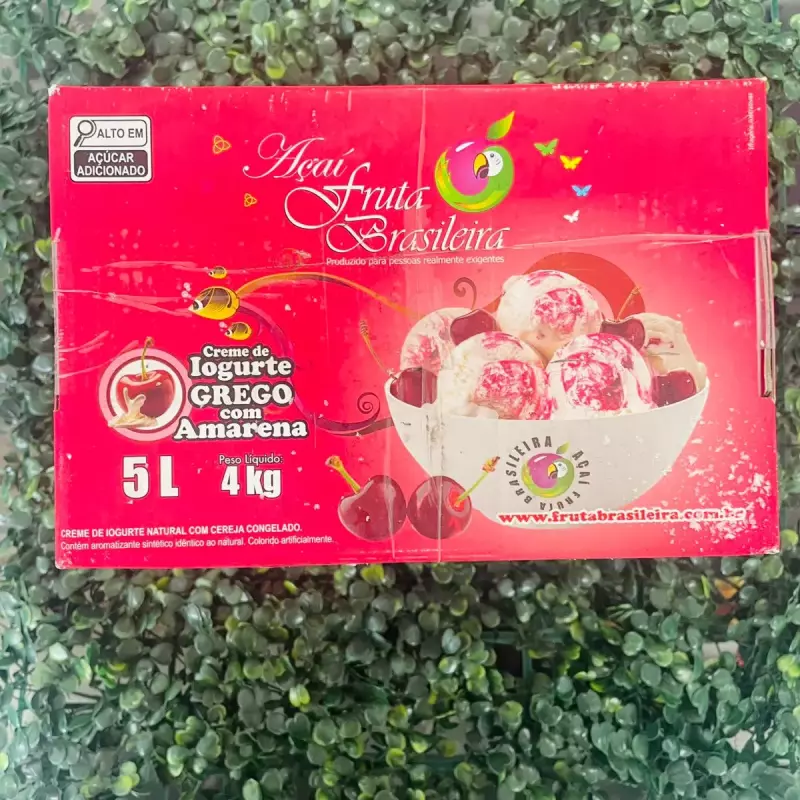 ALTO EM
AÇÚCAR
ADICIONADO
Açaí
Fruta
Brasileira
Produzido para pessoas realmente exigentes
Creme de
Iogurte
GREGO
com
Amarena
5 L
Peso Líquido:
4 kg
AÇAÍ FRUTA BRASILEIRA
www.frutabrasileira.com.br
CREME DE IOGURTE NATURAL COM CEREJA CONGELADO.
Contém aromatizante sintético idêntico ao natural. Colorido artificialmente.